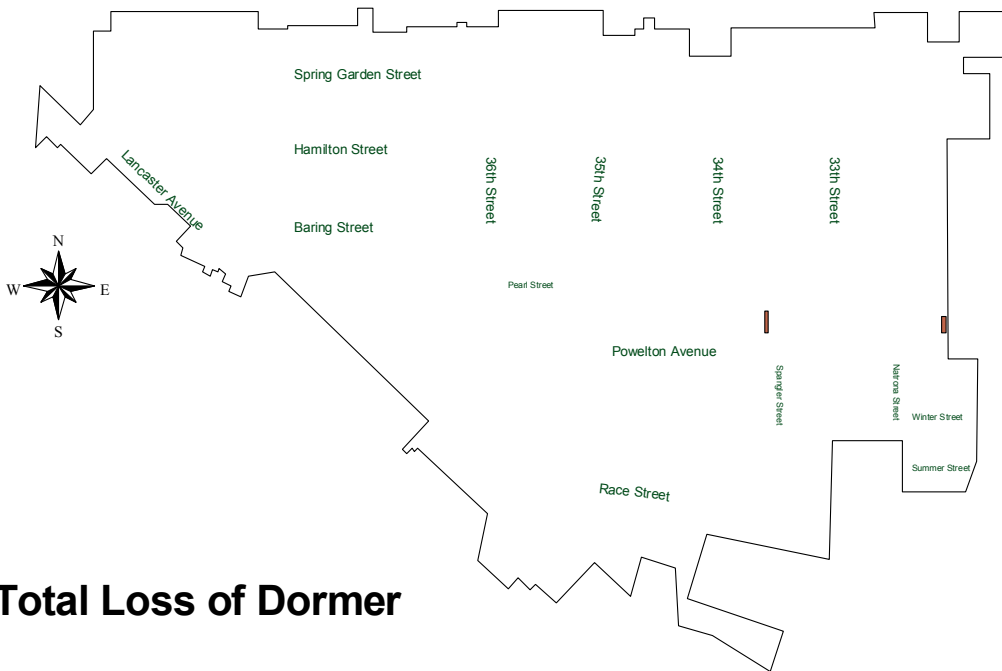 Spring Garden Street
Hamilton Street
Lancaster Avenue
36th Street
35th Street
34th Street
33th Street
Baring Street
N
W
E
S
Pearl Street
Powelton Avenue
Spangler Street
Natrona Street
Winter Street
Summer Street
Race Street
Total Loss of Dormer